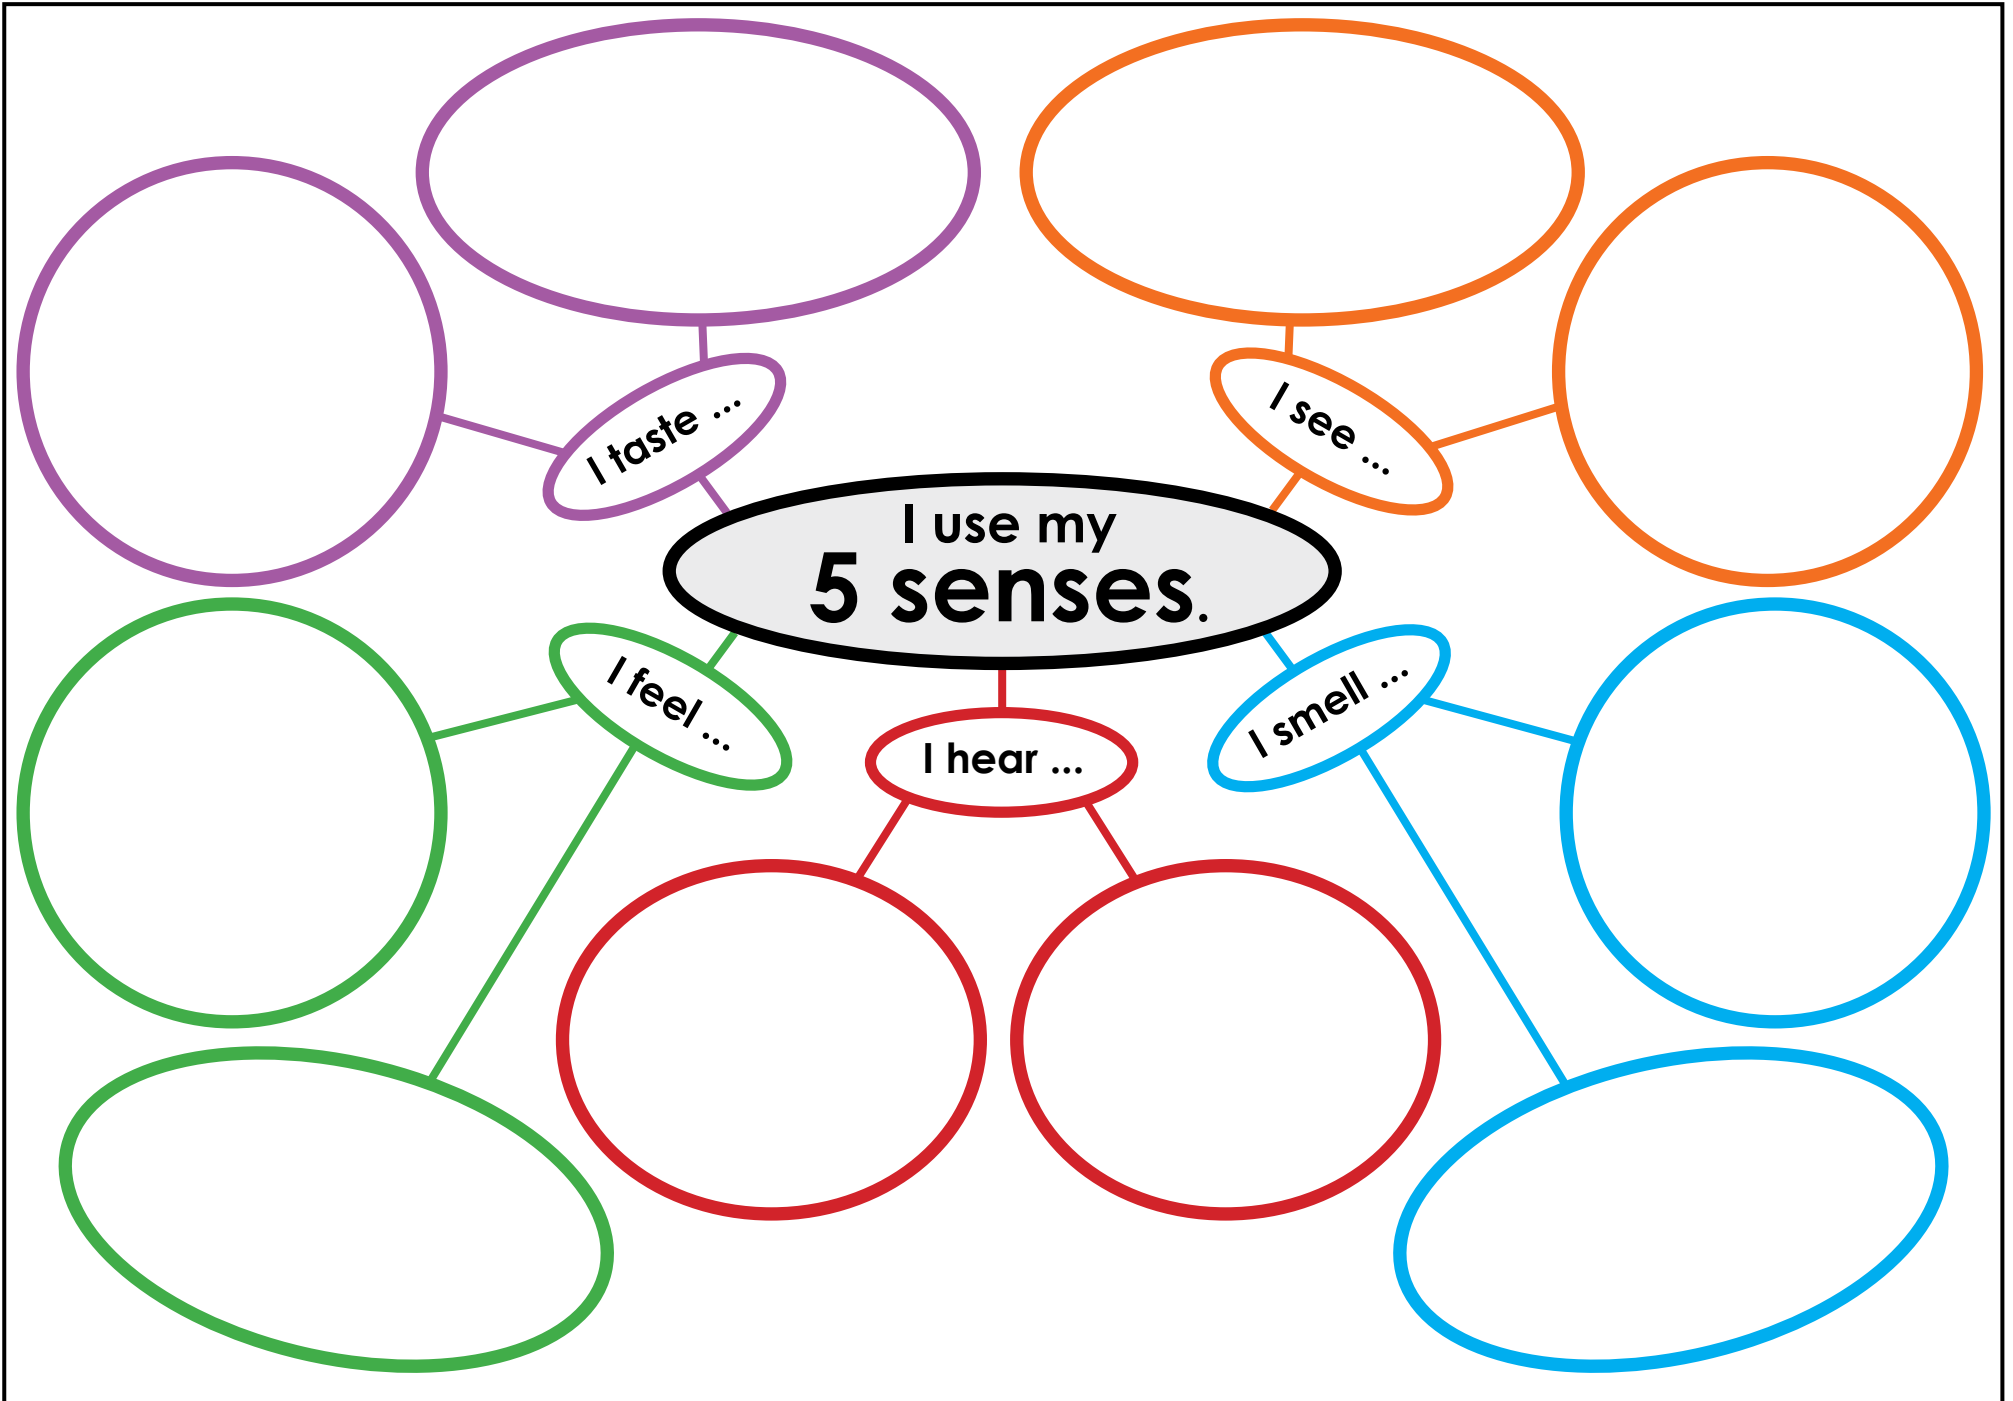 I taste ...
I see ...
I use my
5 senses.
I feel ...
I hear ...
I smell ...